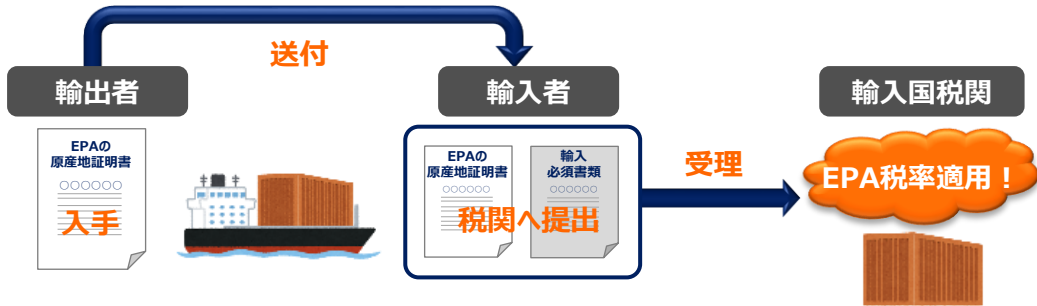 送付
輸出者
輸入者
輸入国税関
EPAの
原産地証明書
○○○○○○
入手
EPAの
原産地証明書
○○○○○○
輸入
必須書類
○○○○○○
税関へ提出
受理
EPA税率適用！